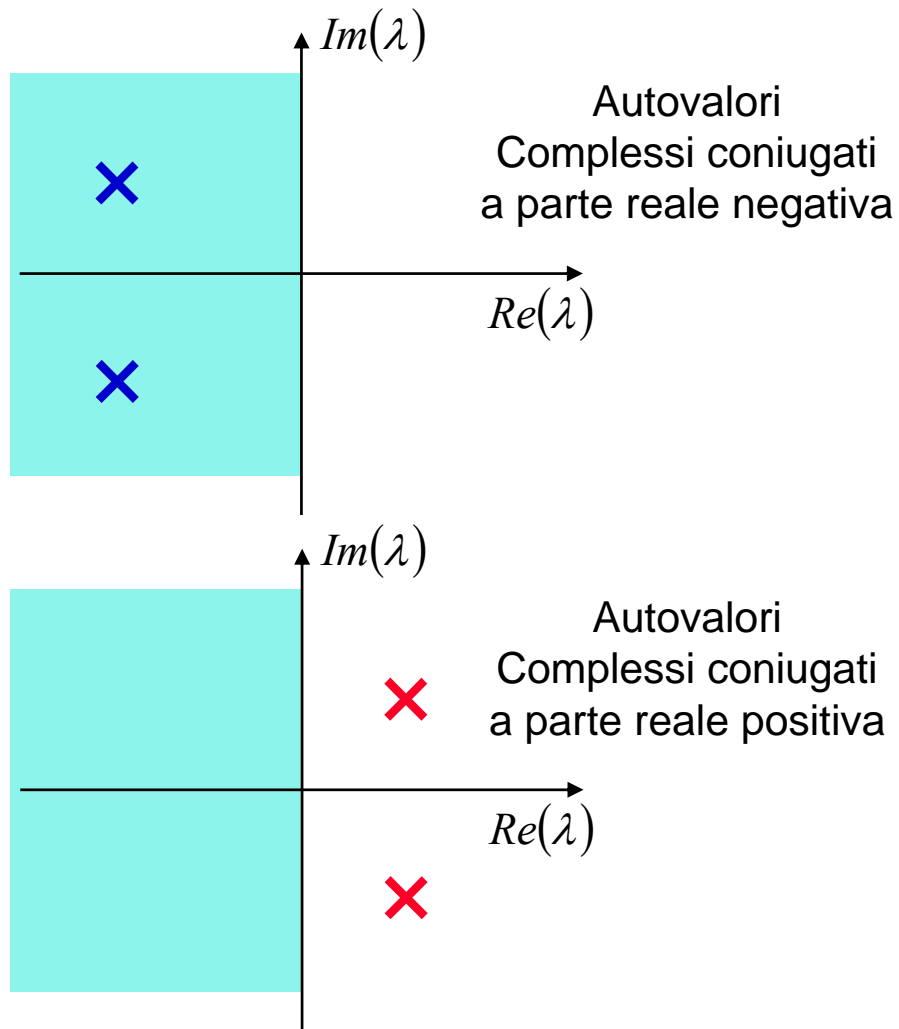 Im(λ)
Autovalori
Complessi coniugati
a parte reale negativa
Re(λ)
Im(λ)
Autovalori
Complessi coniugati
a parte reale positiva
Re(λ)